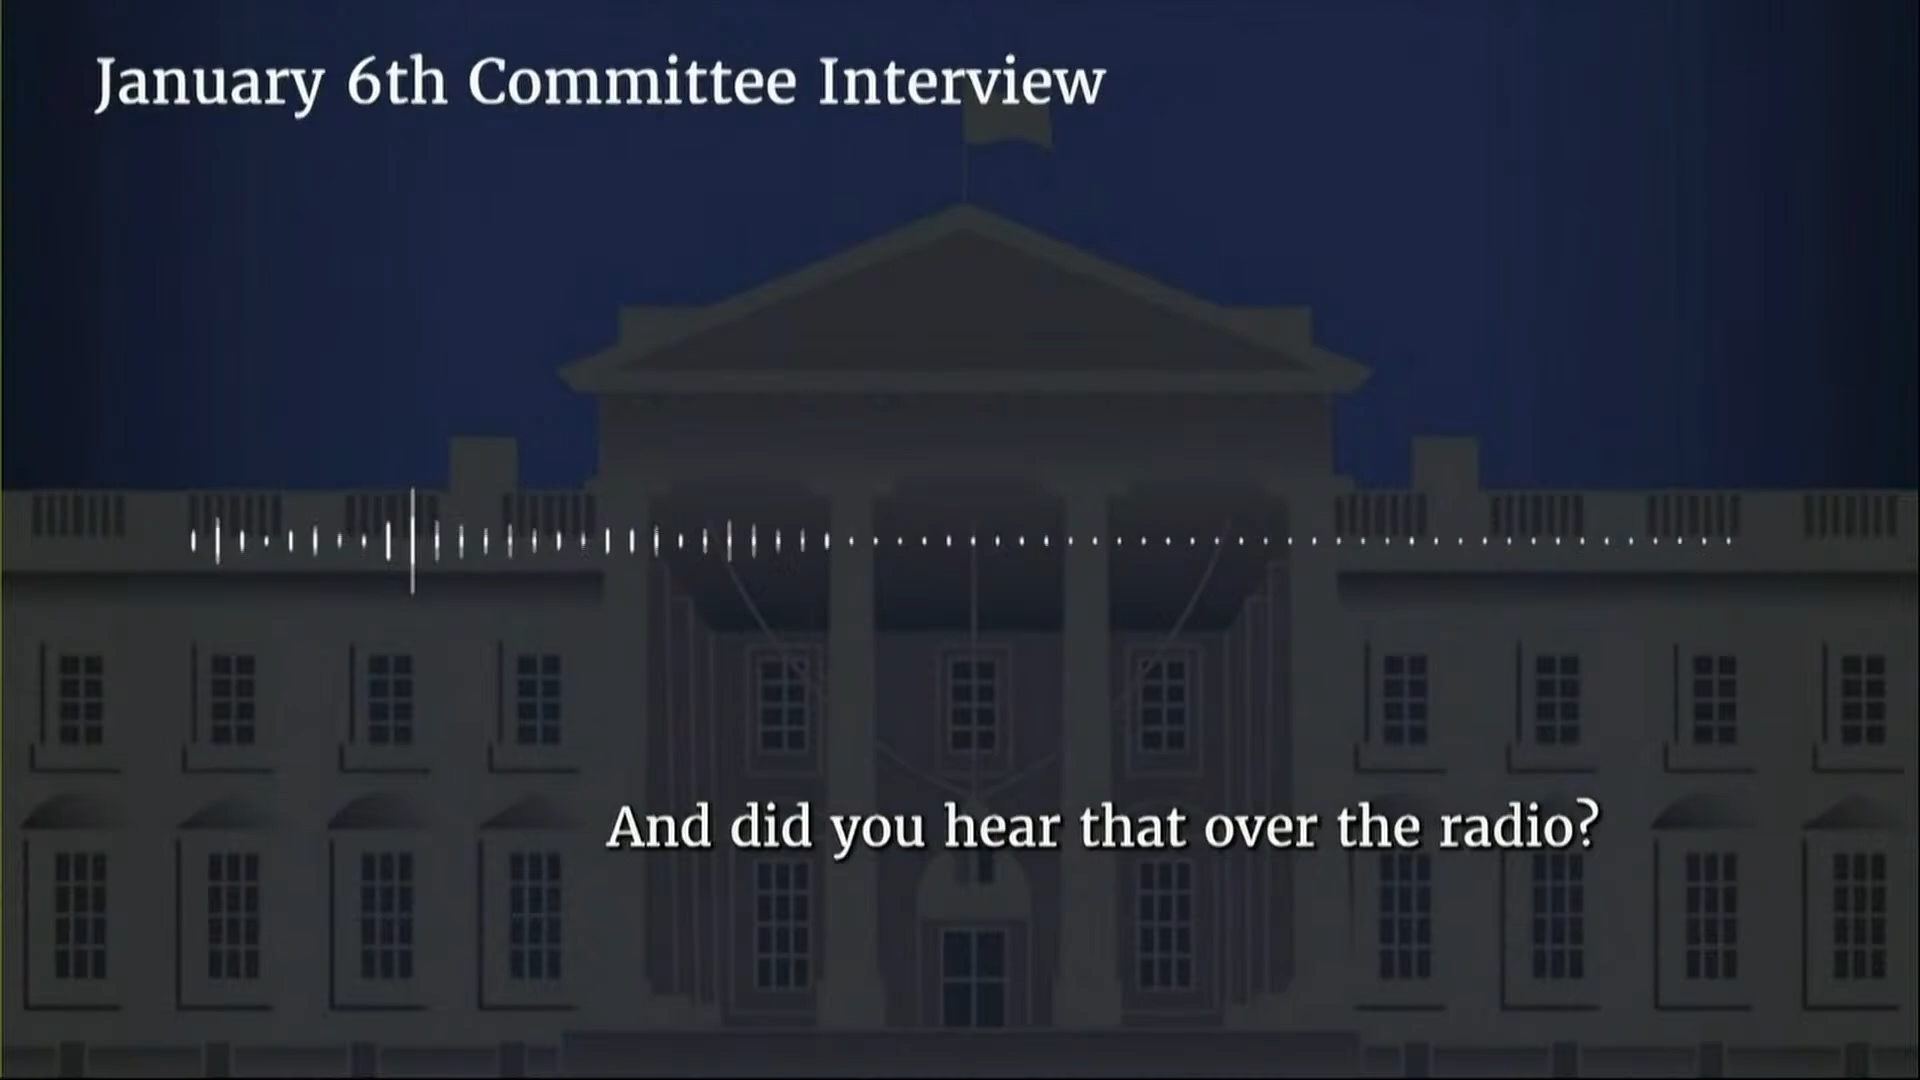 January 6th Committee Interview
And did you hear that over the radio?